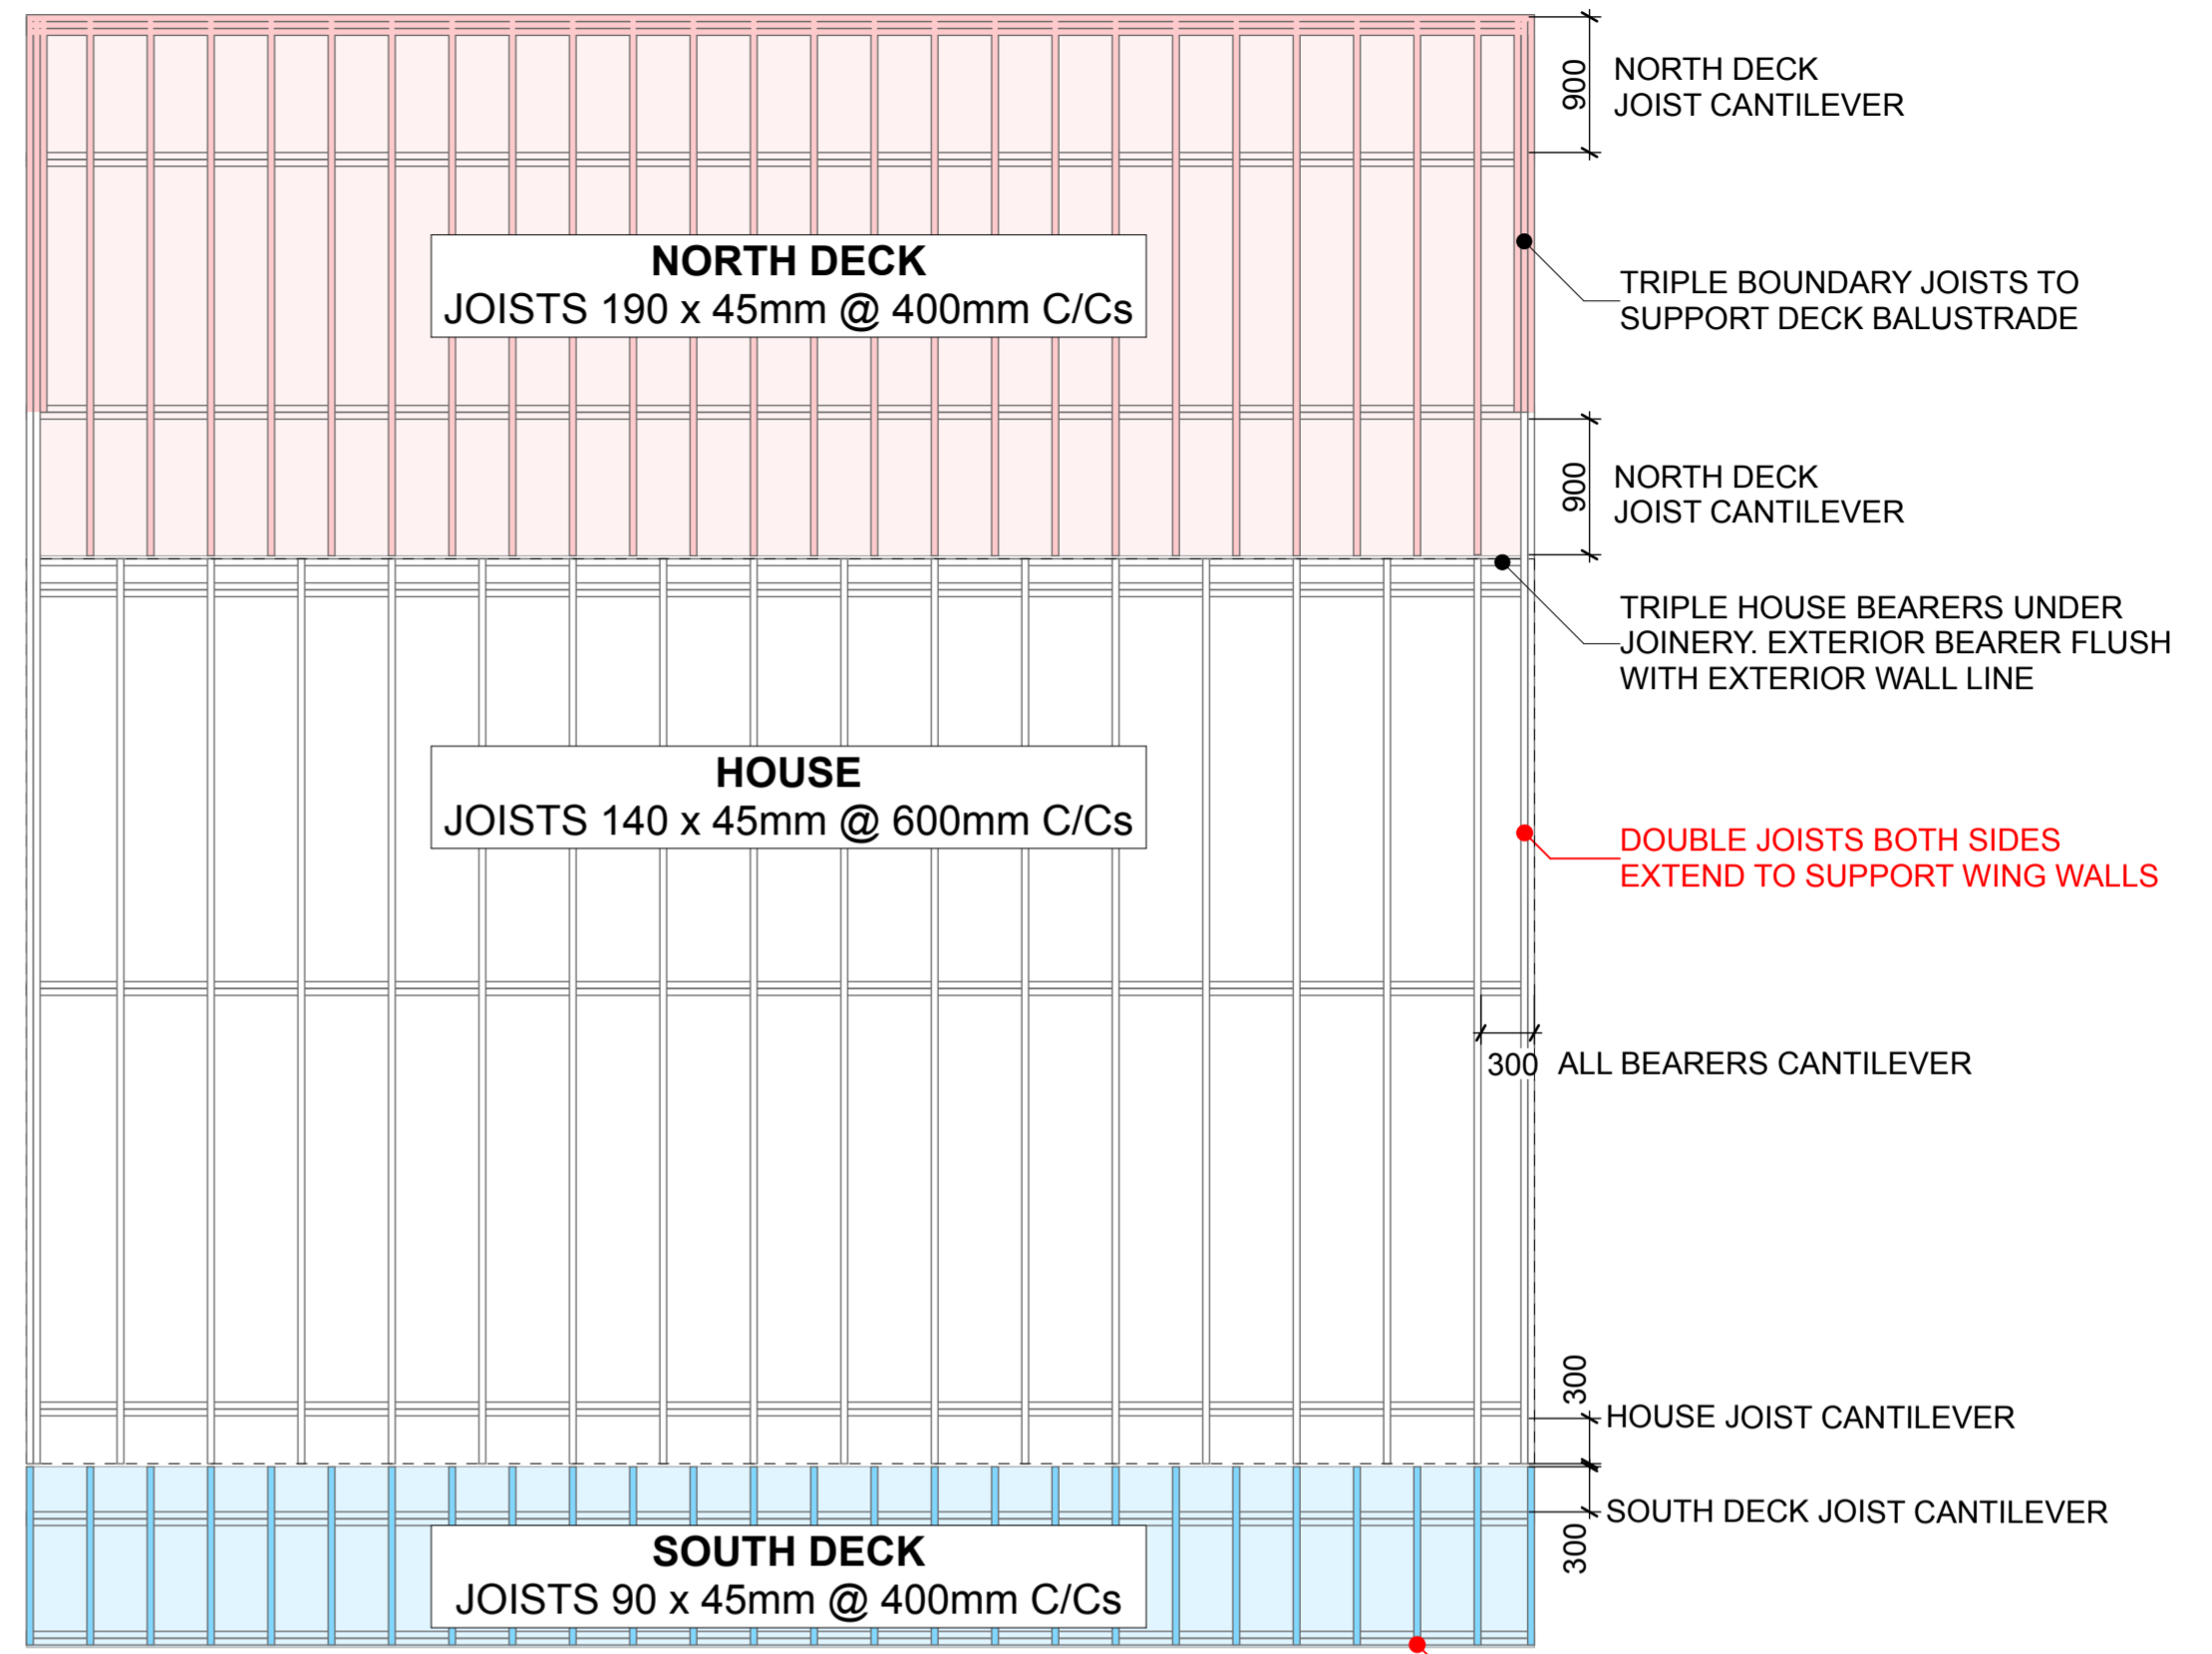 900
NORTH DECK
JOIST CANTILEVER
NORTH DECK
JOISTS 190 x 45mm @ 400mm C/Cs
TRIPLE BOUNDARY JOISTS TO
SUPPORT DECK BALUSTRADE
900
NORTH DECK
JOIST CANTILEVER
TRIPLE HOUSE BEARERS UNDER
JOINERY. EXTERIOR BEARER FLUSH
WITH EXTERIOR WALL LINE
HOUSE
JOISTS 140 x 45mm @ 600mm C/Cs
DOUBLE JOISTS BOTH SIDES
EXTEND TO SUPPORT WING WALLS
300 ALL BEARERS CANTILEVER
300
HOUSE JOIST CANTILEVER
SOUTH DECK JOIST CANTILEVER
300
SOUTH DECK
JOISTS 90 x 45mm @ 400mm C/Cs